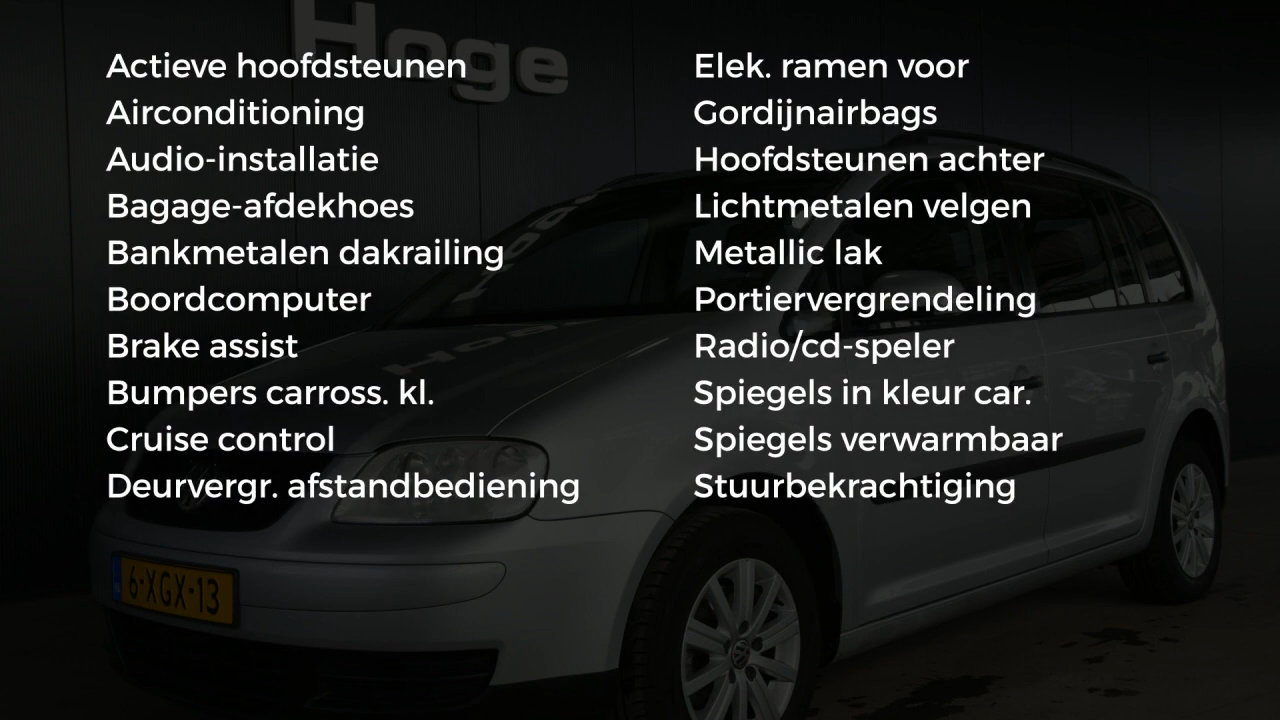 Hoge
Actieve hoofdsteunen
Airconditioning
Audio-installatie
Bagage-afdekhoes
Bankmetalen dakrailing
Boordcomputer
Brake assist
Bumpers carross. kl.
Cruise control
Deurvergr. afstandbediening
Elek. ramen voor
Gordijnairbags
Hoofdsteunen achter
Lichtmetalen velgen
Metallic lak
Portiervergrendeling
Radio/cd-speler
Spiegels in kleur car.
Spiegels verwarmbaar
Stuurbekrachtiging
6-XGX-13